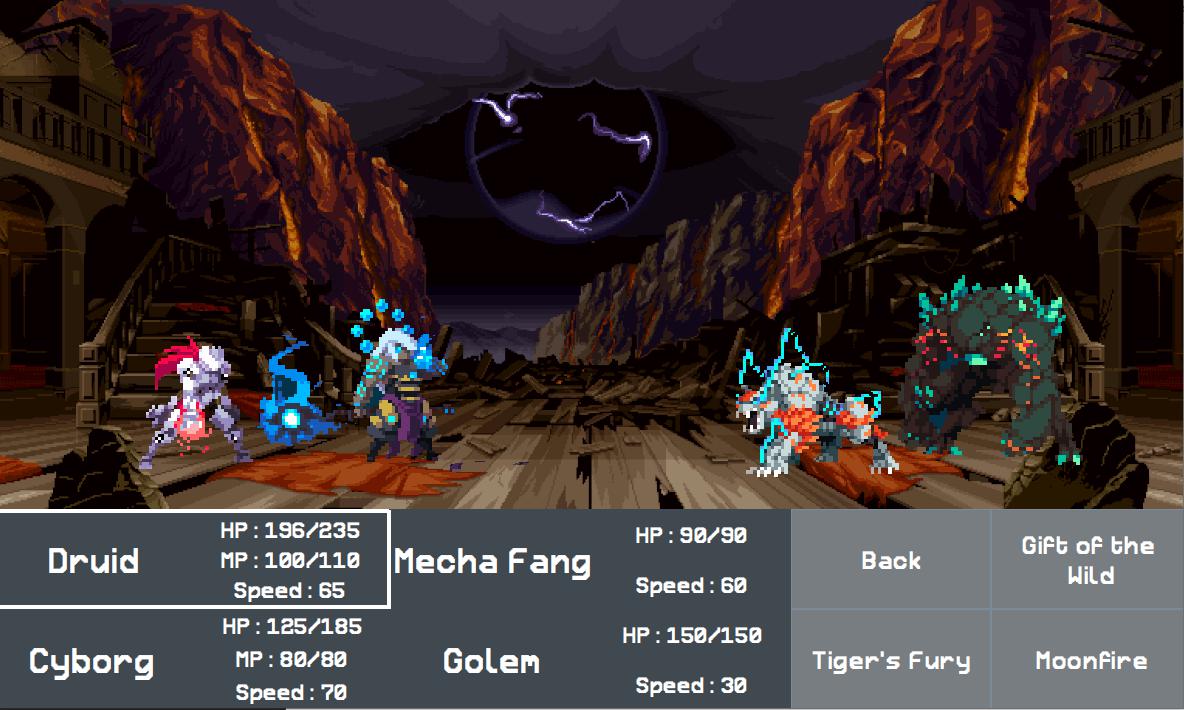 Druid
HP : 196/235
MP : 100/110
Speed : 65
Mecha Fang
HP : 90/90
Speed : 60
Cyborg
HP : 125/185
MP : 80/80
Speed : 70
Golem
HP : 150/150
Speed : 30
Back
Gift of the
Wild
Tiger's Fury
Moonfire